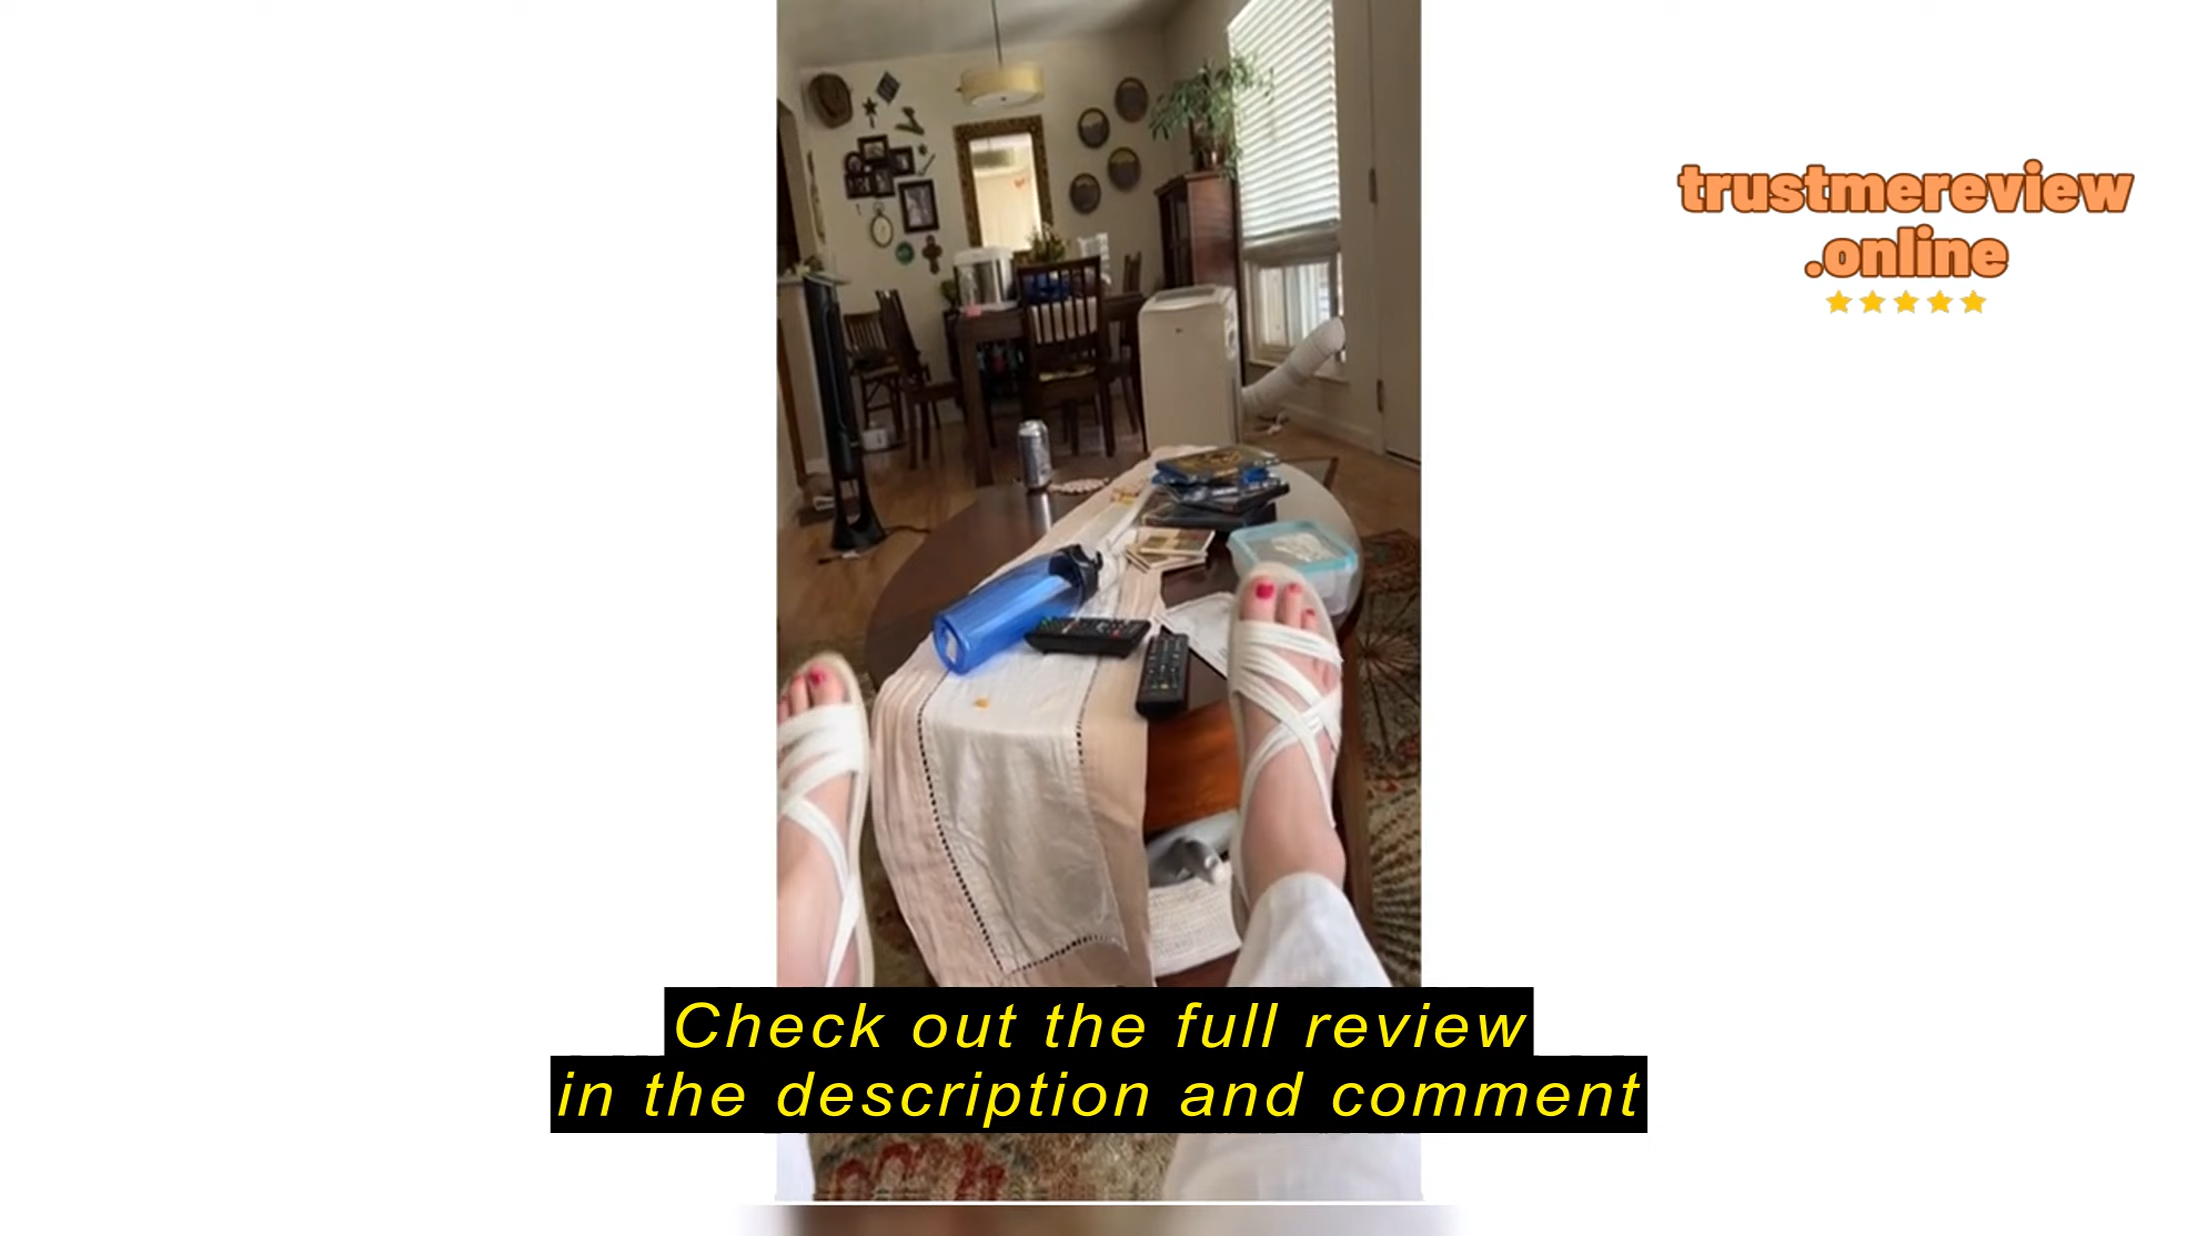 trustmereview
.online
Check out the full review
in the description and comment